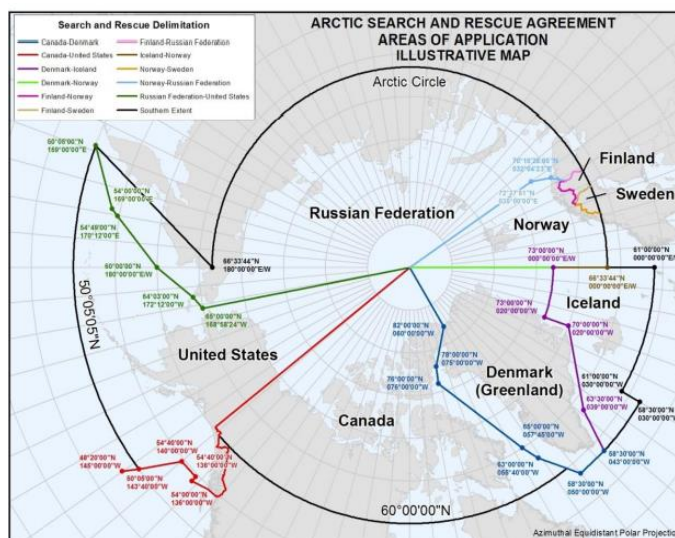 ARCTIC SEARCH AND RESCUE AGREEMENT
AREAS OF APPLICATION
ILLUSTRATIVE MAP
Search and Rescue Delimitation
Canada-Denmark
Canada-United States
Denmark-Iceland
Denmark-Norway
Finland-Norway
Finland-Sweden
Finland-Russian Federation
Iceland-Norway
Norway-Sweden
Norway-Russian Federation
Russian Federation-United States
Southern Extent
Arctic Circle
50°05'05"N
159°00'00"E
54°00'00"N
169°00'00"E
54°49'00"N
170°12'00"E
60°00'00"N
180°00'00"E/W
64°03'00"N
172°12'00"W
65°00'00"N
168°58'24"W
66°33'44"N
180°00'00"E/W
Finland
Sweden
Norway
Russian Federation
73°00'00"N
000°00'00"E/W
61°00'00"N
000°00'00"E/W
66°33'44"N
000°00'00"E/W
Iceland
73°00'00"N
020°00'00"W
70°00'00"N
020°00'00"W
50°05'05"N
United States
82°00'00"N
060°00'00"W
78°00'00"N
075°00'00"W
76°00'00"N
Denmark
(Greenland)
Canada
61°00'00"N
030°00'00"W
58°30'00"N
030°00'00"W
63°30'00"N
039°00'00"W
65°00'00"N
057°45'00"W
63°00'00"N
58°30'00"N
043°00'00"W
58°30'00"N
050°00'00"W
48°20'00"N
145°00'00"W
50°05'00"N
143°40'00"W
54°40'00"N
140°00'00"W
54°40'00"N
136°00'00"W
54°00'00"N
136°00'00"W
60°00'00"N
Azimuthal Equidistant Polar Projection